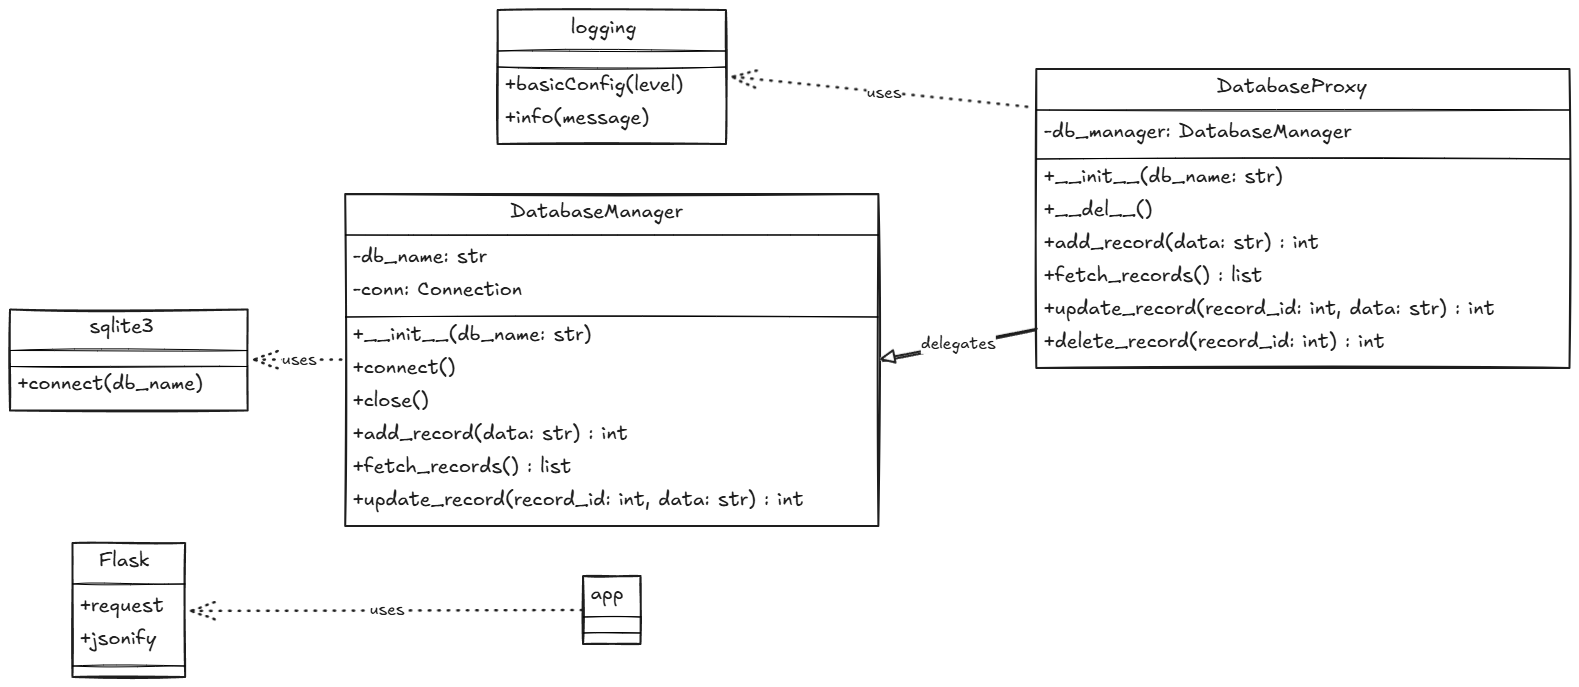 logging
+basicConfig(level)
+info(message)
uses
DatabaseProxy
-db_manager: DatabaseManager
+__init__(db_name: str)
+__del__()
+add_record(data: str) : int
+fetch_records() : list
+update_record(record_id: int, data: str) : int
+delete_record(record_id: int) : int
delegates
DatabaseManager
-db_name: str
-conn: Connection
+__init__(db_name: str)
+connect()
+close()
+add_record(data: str) : int
+fetch_records() : list
+update_record(record_id: int, data: str) : int
uses
sqlite3
+connect(db_name)
Flask
+request
+jsonify
uses
app